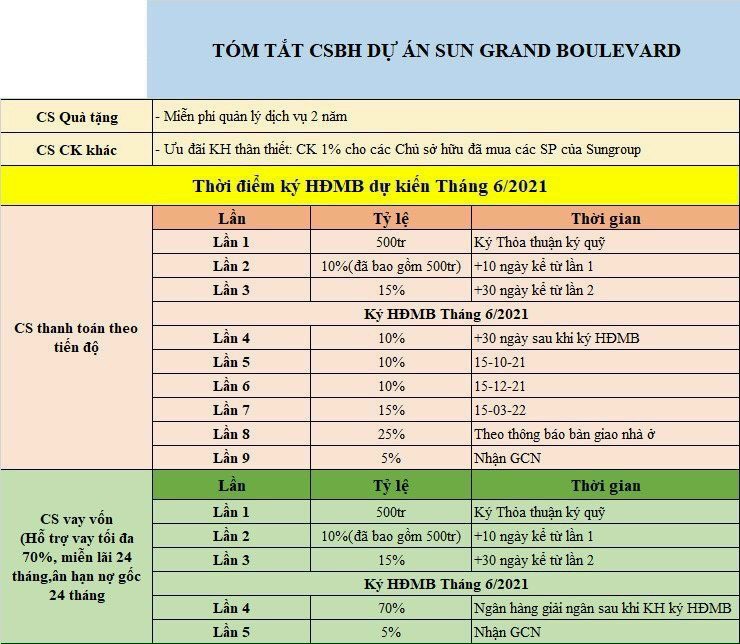 TÓM TẮT CSBH DỰ ÁN SUN GRAND BOULEVARD
CS Quà tặng
- Miễn phi quản lý dịch vụ 2 năm
CS CK khác
- Ưu đãi KH thân thiết: CK 1% cho các Chủ sở hữu đã mua các SP của Sungroup
Thời điểm ký HĐMB dự kiến Tháng 6/2021
CS thanh toán theo
tiến độ
Lần Tỷ lệ Thời gian
Lần 1 500tr Ký Thỏa thuận ký quỹ
Lần 2 10%(đã bao gồm 500tr) +10 ngày kể từ lần 1
Lần 3 15% +30 ngày kể từ lần 2
Ký HĐMB Tháng 6/2021
Lần 4 10% +30 ngày sau khi ký HĐMB
Lần 5 10% 15-10-21
Lần 6 10% 15-12-21
Lần 7 15% 15-03-22
Lần 8 25% Theo thông báo bàn giao nhà ở
Lần 9 5% Nhận GCN
CS vay vốn
(Hỗ trợ vay tối đa
70%, miễn lãi 24
tháng,ân hạn nợ gốc
24 tháng
Lần Tỷ lệ Thời gian
Lần 1 500tr Ký Thỏa thuận ký quỹ
Lần 2 10%(đã bao gồm 500tr) +10 ngày kể từ lần 1
Lần 3 15% +30 ngày kể từ lần 2
Ký HĐMB Tháng 6/2021
Lần 4 70% Ngân hàng giải ngân sau khi KH ký HĐMB
Lần 5 5% Nhận GCN